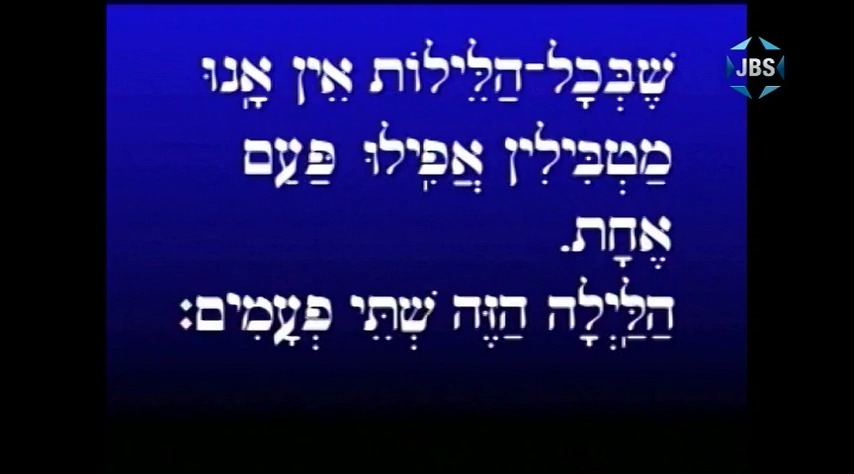 שֶׁבְּכָל-הַלֵּילוֹת אֵין אָנוּ
מַטְבִּילִין אֲפִילוּ פַּעַם
אֶחָת.
הַלַּיְלָה הַזֶּה שְׁתֵּי פְּעָמִים:
JBS